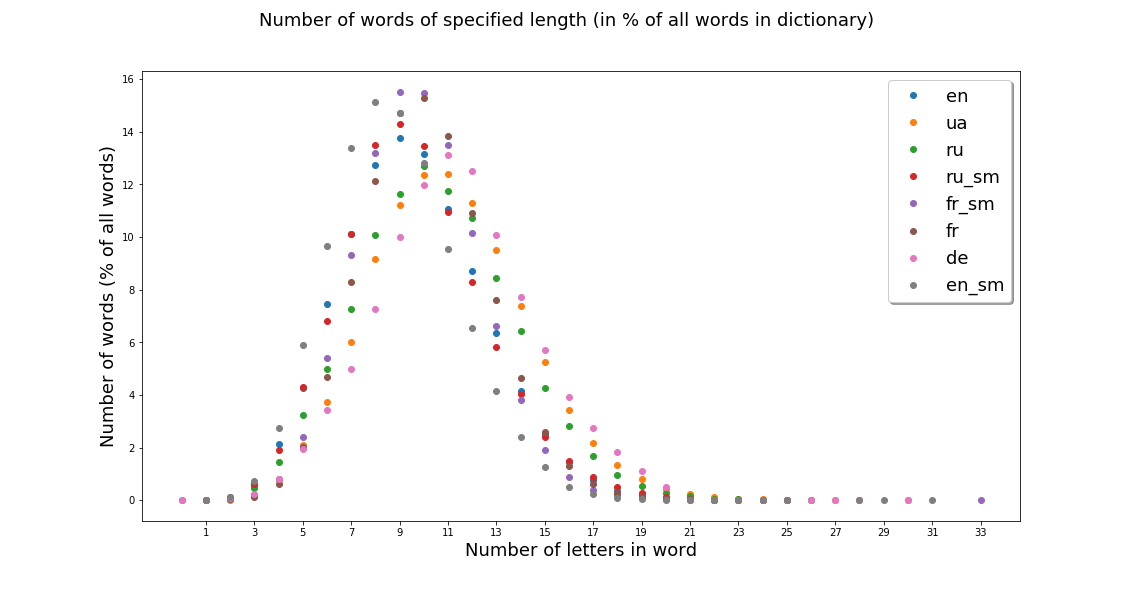 Number of words of specified length (in % of all words in dictionary)
Number of words (% of all words)
16
14
12
10
8
6
4
2
0
en
ua
ru
ru_sm
fr_sm
fr
de
en_sm
1 3 5 7 9 11 13 15 17 19 21 23 25 27 29 31 33
Number of letters in word